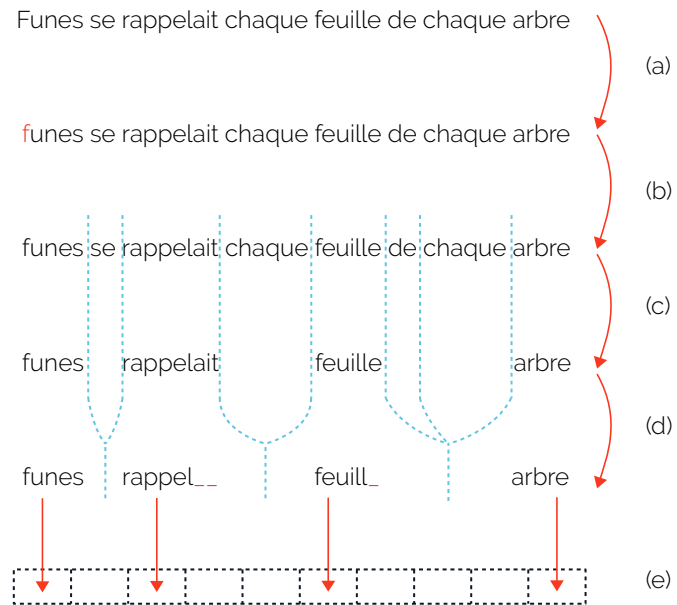 Funes se rappelait chaque feuille de chaque arbre
(a)
funes se rappelait chaque feuille de chaque arbre
(b)
funes se rappelait chaque feuille de chaque arbre
(c)
funes rappelait feuille arbre
(d)
funes rappel__ feuill_ arbre
(e)